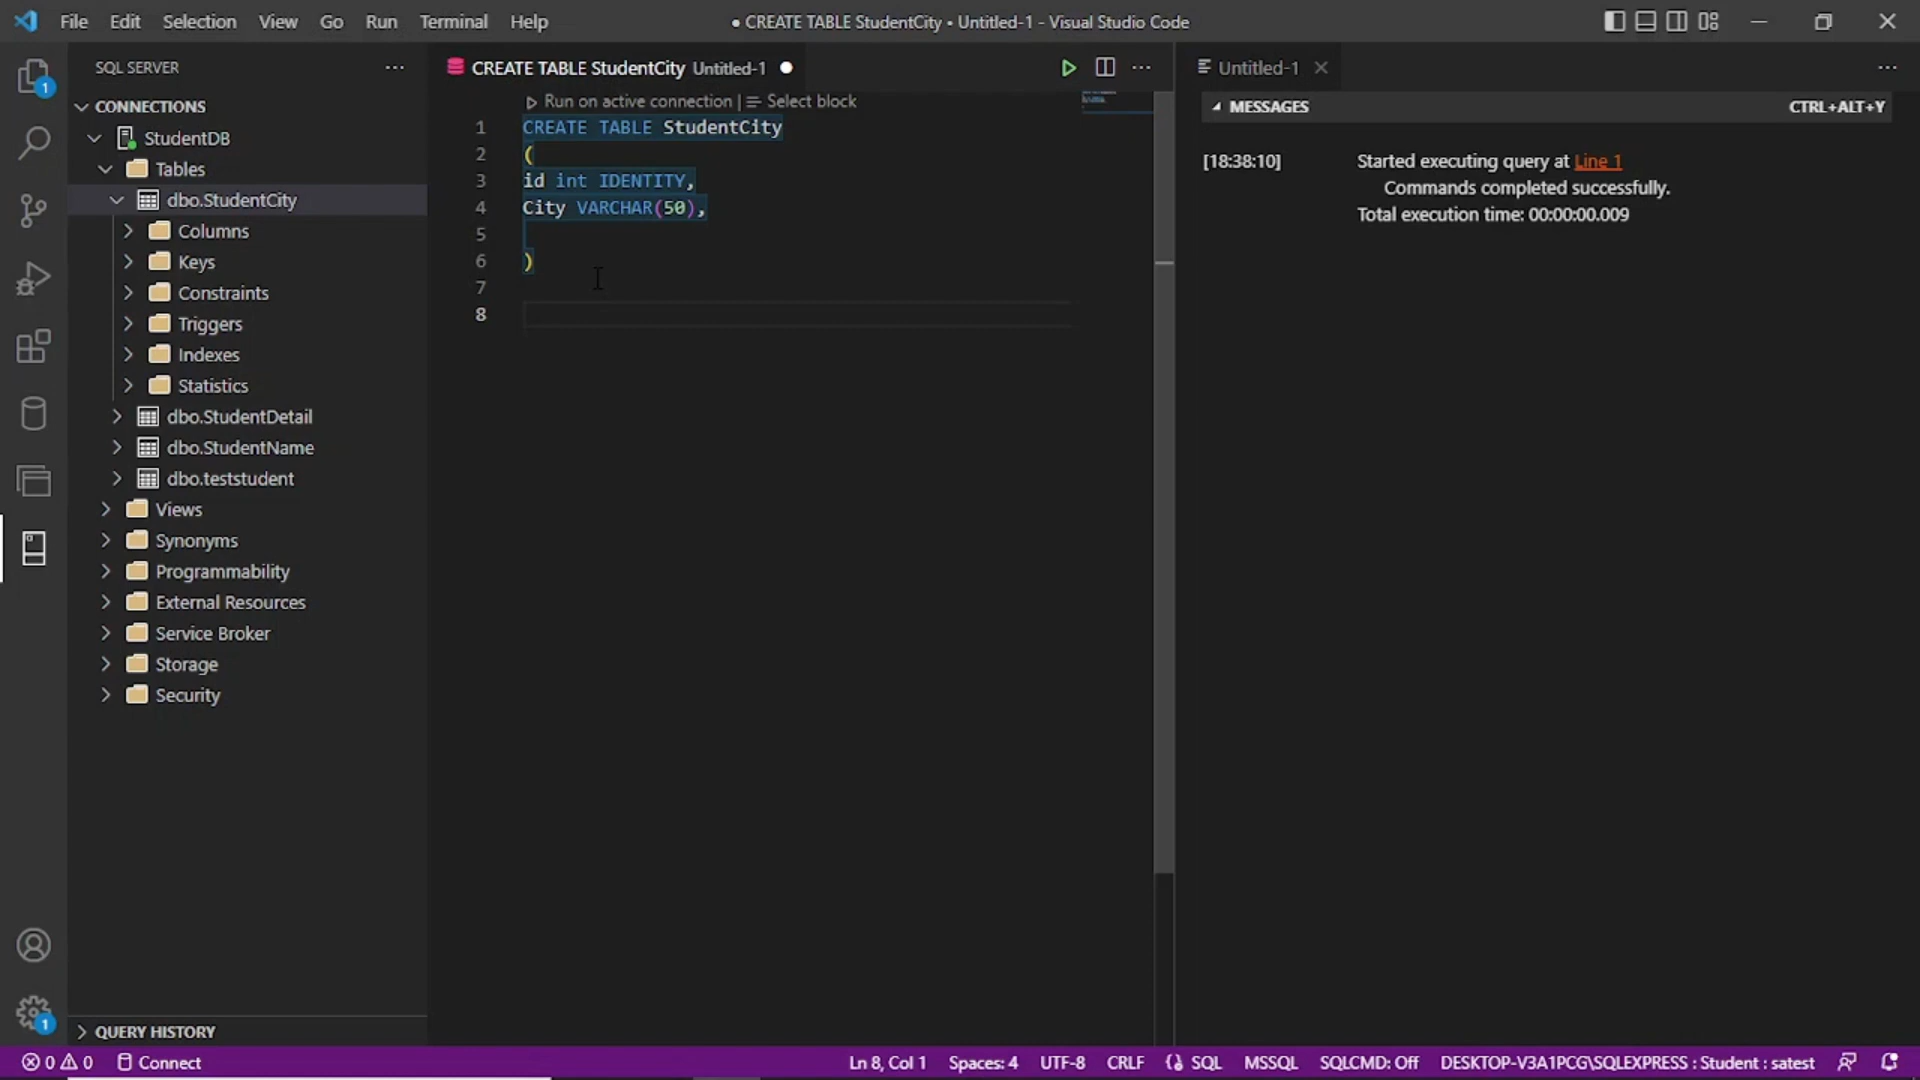 File Edit Selection View Go Run Terminal Help
● CREATE TABLE StudentCity • Untitled-1 - Visual Studio Code
1
SQL SERVER
CONNECTIONS
StudentDB
Tables
dbo.StudentCity
Columns
Keys
Constraints
Triggers
Indexes
Statistics
dbo.StudentDetail
dbo.StudentName
dbo.teststudent
Views
Synonyms
Programmability
External Resources
Service Broker
Storage
Security
QUERY HISTORY
1
CREATE TABLE StudentCity Untitled-1 ●
Run on active connection | Select block
1 CREATE TABLE StudentCity
2 (
3 id int IDENTITY,
4 City VARCHAR(50),
5
6 )
7
8
Untitled-1
MESSAGES CTRL+ALT+Y
[18:38:10] Started executing query at Line 1
Commands completed successfully.
Total execution time: 00:00:00.009
0 0 Connect Ln 8, Col 1 Spaces: 4 UTF-8 CRLF SQL MSSQL SQLCMD: Off DESKTOP-V3A1PCG\SQLEXPRESS : Student : satest